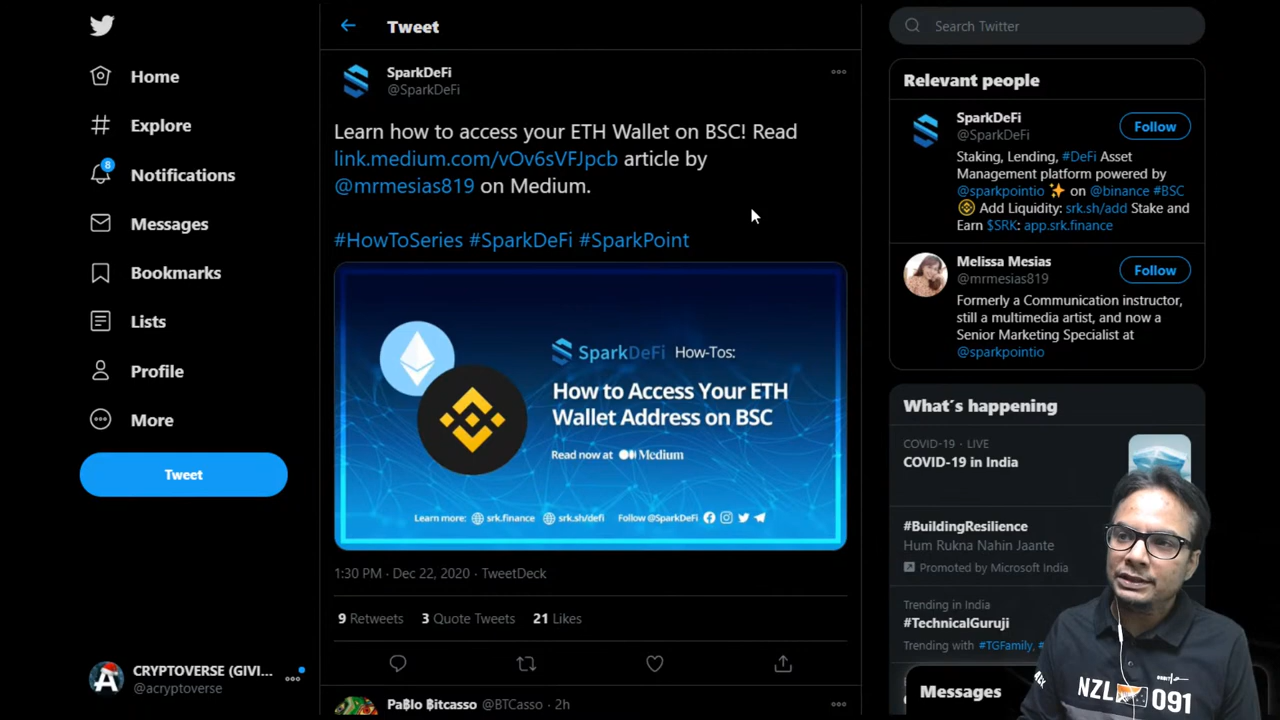 Home
Explore
8
Notifications
Messages
Bookmarks
Lists
Profile
More
Tweet
CRYPTOVERSE (GIVI...
@acryptoverse
Tweet
SparkDeFi
@SparkDeFi
Learn how to access your ETH Wallet on BSC! Read
link.medium.com/vOv6sVFJpcb article by
@mrmesias819 on Medium.
#HowToSeries #SparkDeFi #SparkPoint
SparkDeFi How-Tos:
How to Access Your ETH
Wallet Address on BSC
Read now at Medium
Learn more: srk.finance srk.sh/defi Follow @SparkDeFi
1:30 PM · Dec 22, 2020 · TweetDeck
9 Retweets 3 Quote Tweets 21 Likes
Pa฿lo ฿itcasso @BTCasso · 2h
Search Twitter
Relevant people
SparkDeFi
@SparkDeFi
Follow
Staking, Lending, #DeFi Asset
Management platform powered by
@sparkpointio ✨ on @binance #BSC
Add Liquidity: srk.sh/add Stake and
Earn $SRK: app.srk.finance
Melissa Mesias
@mrmesias819
Follow
Formerly a Communication instructor,
still a multimedia artist, and now a
Senior Marketing Specialist at
@sparkpointio
What's happening
COVID-19 · LIVE
COVID-19 in India
#BuildingResilience
Hum Rukna Nahin Jaante
Promoted by Microsoft India
Trending in India
#TechnicalGuruji
Trending with #TGFamily, #
Messages
NZL 091